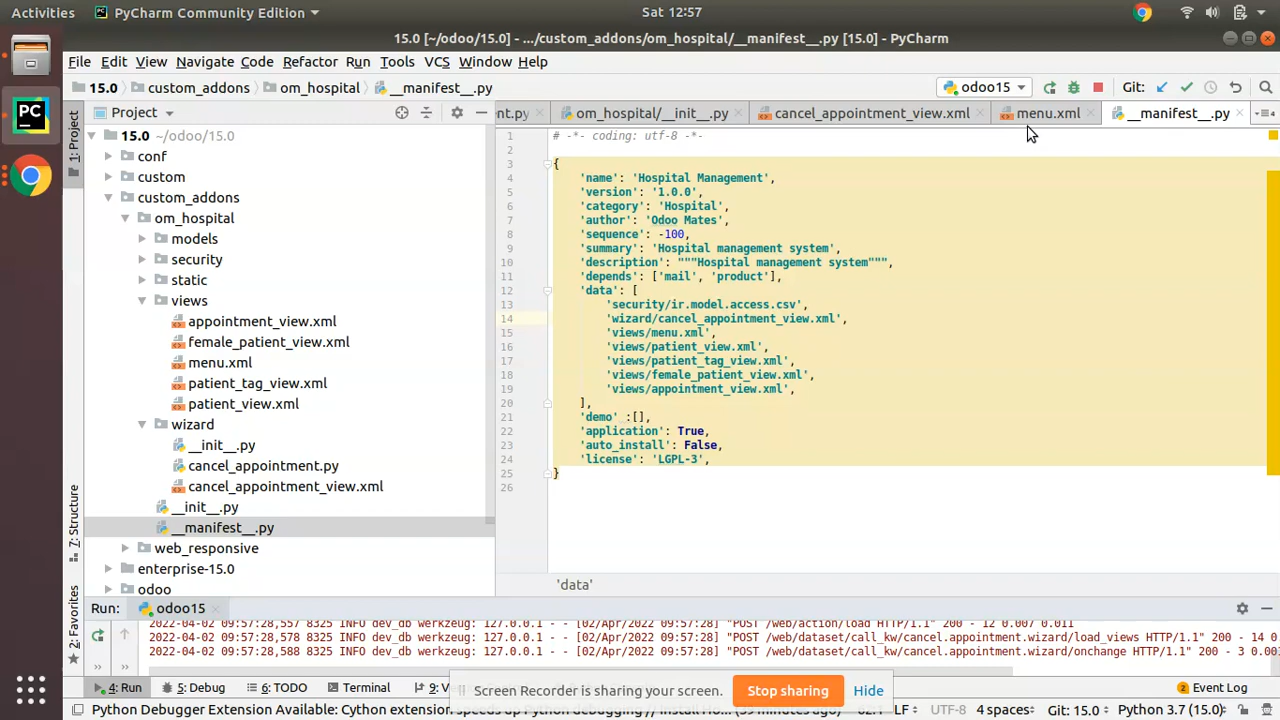 Activities PyCharm Community Edition Sat 12:57
15.0 [~/odoo/15.0] - .../custom_addons/om_hospital/__manifest__.py [15.0] - PyCharm
File Edit View Navigate Code Refactor Run Tools VCS Window Help
15.0 custom_addons om_hospital __manifest__.py odoo15 Git:
Project ent.py om_hospital/__init__.py cancel_appointment_view.xml menu.xml __manifest__.py 4
1: Project
7: Structure
2: Favorites
15.0 ~/odoo/15.0
conf
custom
custom_addons
om_hospital
models
security
static
views
appointment_view.xml
female_patient_view.xml
menu.xml
patient_tag_view.xml
patient_view.xml
wizard
__init__.py
cancel_appointment.py
cancel_appointment_view.xml
__init__.py
__manifest__.py
web_responsive
enterprise-15.0
odoo
1 # -*- coding: utf-8 -*-
2
3 {
4 'name': 'Hospital Management',
5 'version': '1.0.0',
6 'category': 'Hospital',
7 'author': 'Odoo Mates',
8 'sequence': -100,
9 'summary': 'Hospital management system',
10 'description': """Hospital management system""",
11 'depends': ['mail', 'product'],
12 'data': [
13 'security/ir.model.access.csv',
14 'wizard/cancel_appointment_view.xml',
15 'views/menu.xml',
16 'views/patient_view.xml',
17 'views/patient_tag_view.xml',
18 'views/female_patient_view.xml',
19 'views/appointment_view.xml',
20 ],
21 'demo' :[],
22 'application': True,
23 'auto_install': False,
24 'license': 'LGPL-3',
25 }
26
'data'
Run: odoo15
2022-04-02 09:57:28,557 8325 INFO dev_db werkzeug: 127.0.0.1 - - [02/Apr/2022 09:57:28] "POST /web/action/load HTTP/1.1" 200 - 12 0.007 0.011
2022-04-02 09:57:28,578 8325 INFO dev_db werkzeug: 127.0.0.1 - - [02/Apr/2022 09:57:28] "POST /web/dataset/call_kw/cancel.appointment.wizard/load_views HTTP/1.1" 200 - 14 0
2022-04-02 09:57:28,588 8325 INFO dev_db werkzeug: 127.0.0.1 - - [02/Apr/2022 09:57:28] "POST /web/dataset/call_kw/cancel.appointment.wizard/onchange HTTP/1.1" 200 - 3 0.003
4: Run 5: Debug 6: TODO Terminal 9: V 2 Event Log
Screen Recorder is sharing your screen. Stop sharing Hide
Python Debugger Extension Available: Cython extension speeds up Python debugging // Install Ho... (39 minutes ago) 62:1 LF UTF-8 4 spaces Git: 15.0 Python 3.7 (15.0)